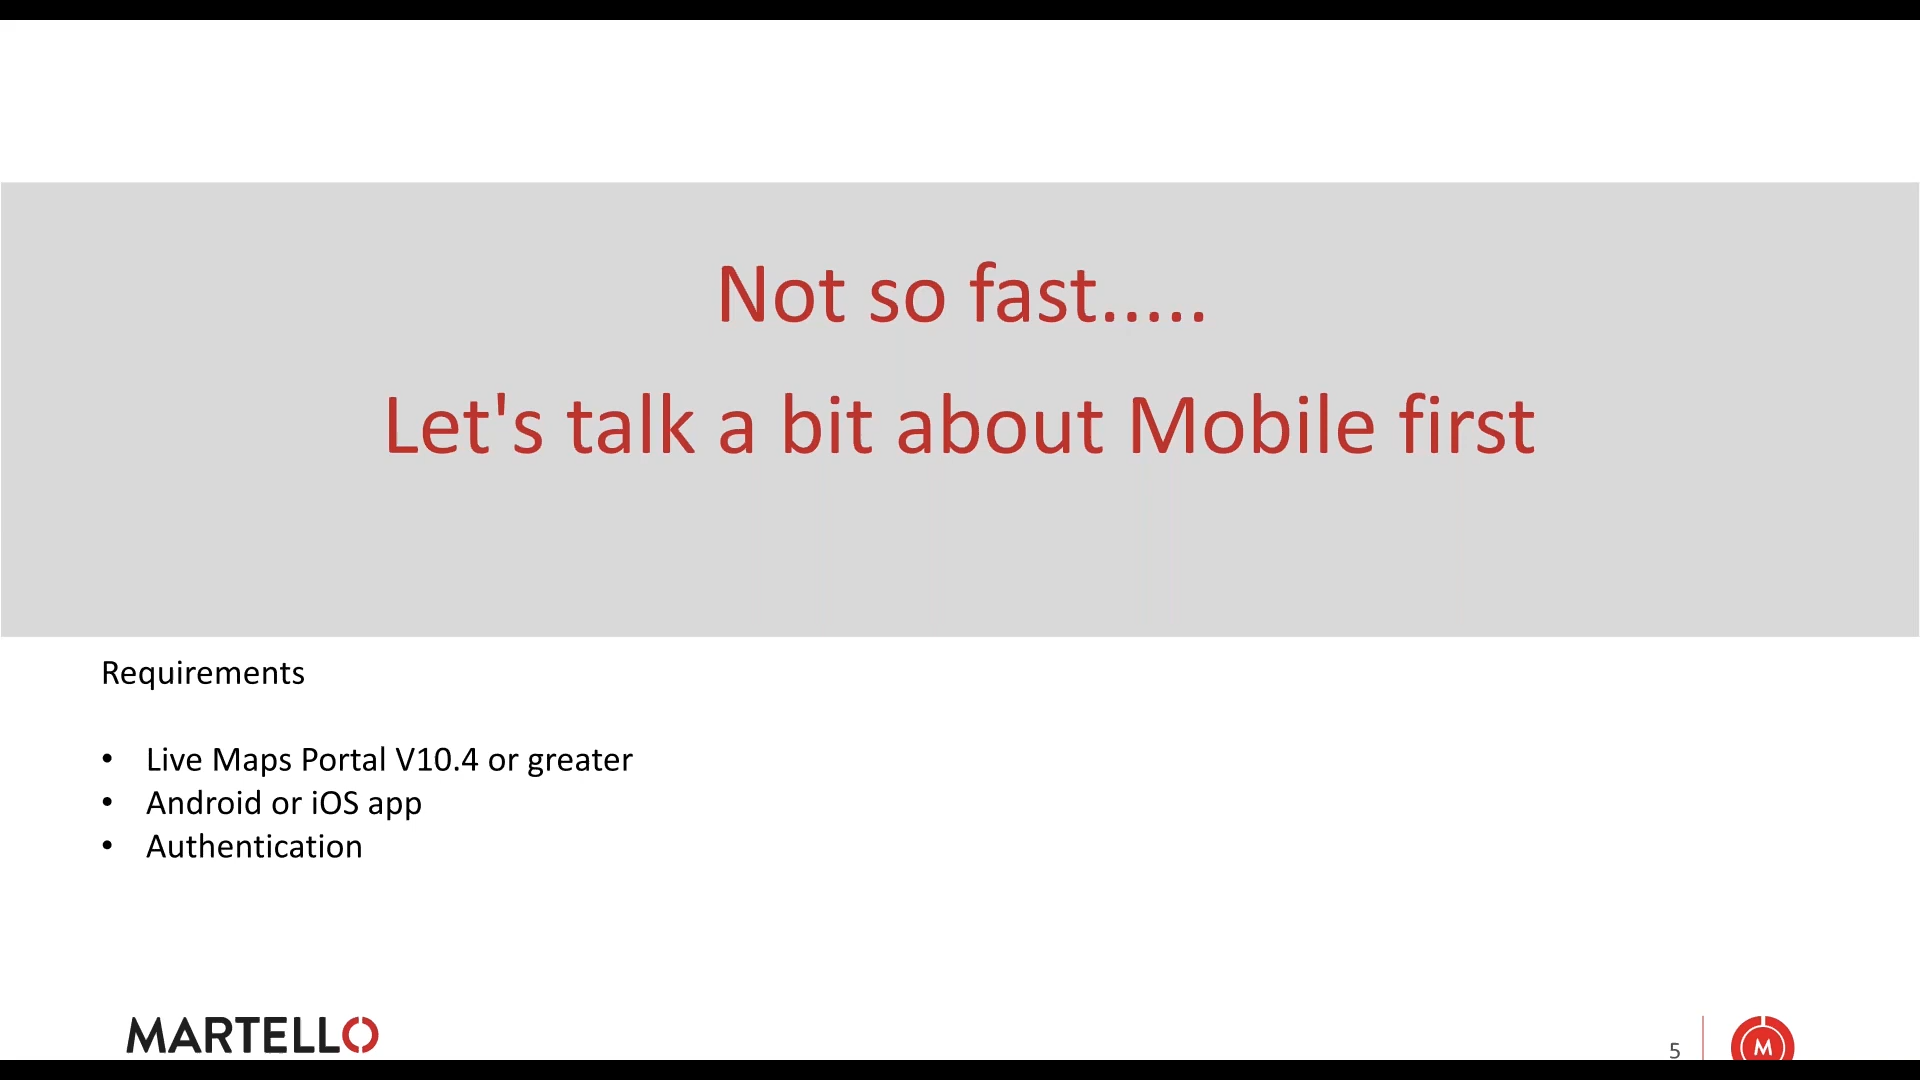 Not so fast.....
Let's talk a bit about Mobile first
Requirements
• Live Maps Portal V10.4 or greater
• Android or iOS app
• Authentication
MARTELLO
5
M